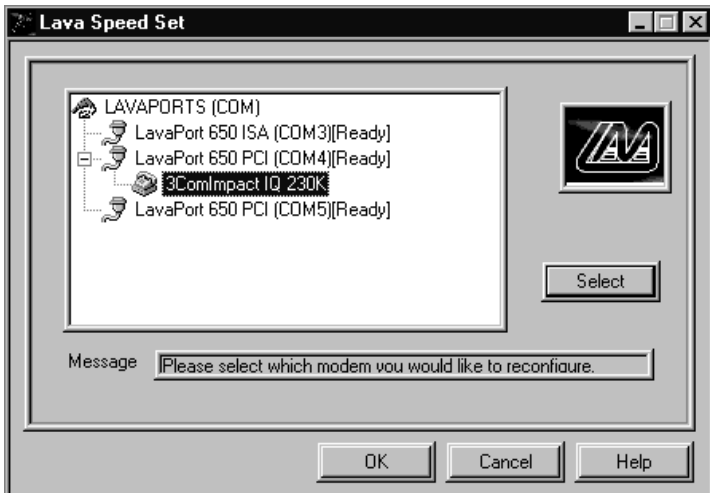 Lava Speed Set
LAVAPORTS (COM)
LavaPort 650 ISA (COM3)[Ready]
LavaPort 650 PCI (COM4)[Ready]
3ComImpact IQ 230K
LavaPort 650 PCI (COM5)[Ready]
LAVA
Select
Message Please select which modem you would like to reconfigure.
OK Cancel Help